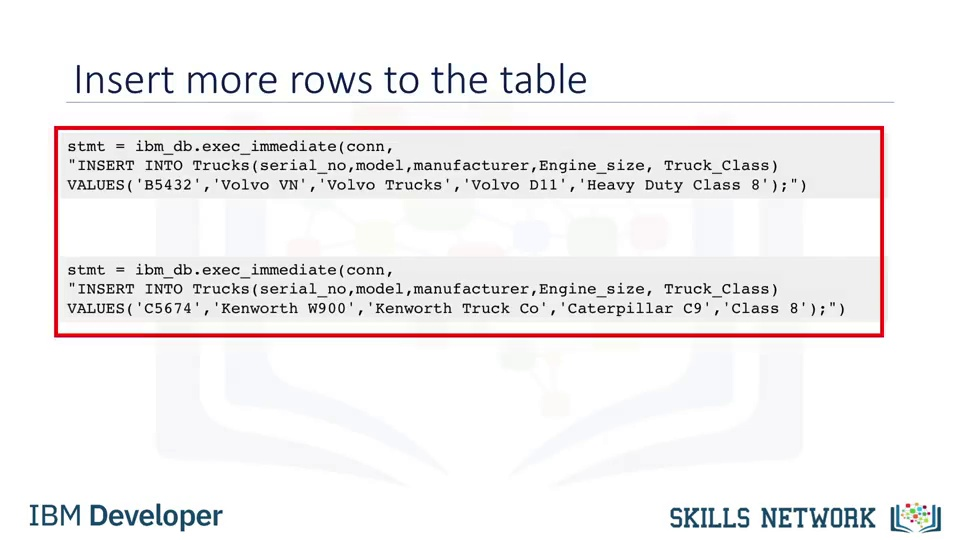 Insert more rows to the table
stmt = ibm_db.exec_immediate(conn,
"INSERT INTO Trucks(serial_no,model,manufacturer,Engine_size, Truck_Class)
VALUES('B5432','Volvo VN','Volvo Trucks','Volvo D11','Heavy Duty Class 8');")
stmt = ibm_db.exec_immediate(conn,
"INSERT INTO Trucks(serial_no,model,manufacturer,Engine_size, Truck_Class)
VALUES('C5674','Kenworth W900','Kenworth Truck Co','Caterpillar C9','Class 8');")
IBM Developer
SKILLS NETWORK